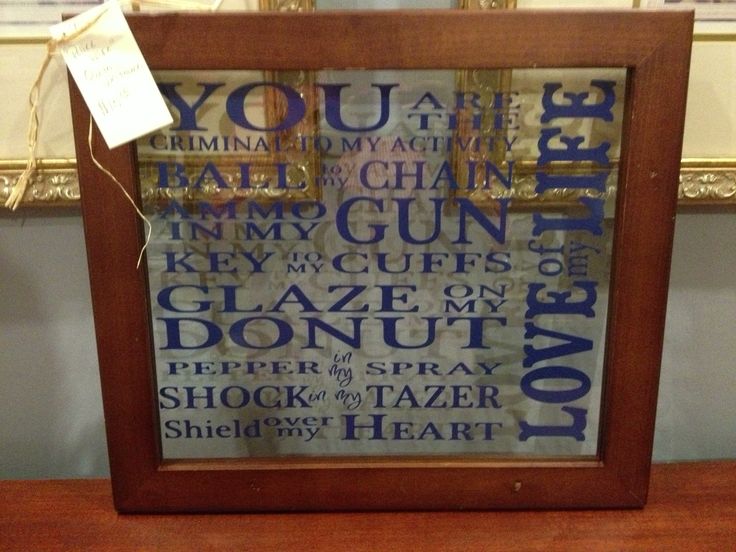 YOU ARE THE
CRIMINAL TO MY ACTIVITY
BALL to my CHAIN
AMMO IN MY GUN
KEY TO MY CUFFS
GLAZE ON MY
DONUT
PEPPER in my SPRAY
SHOCK in my TAZER
Shield over my HEART
LOVE of my LIFE